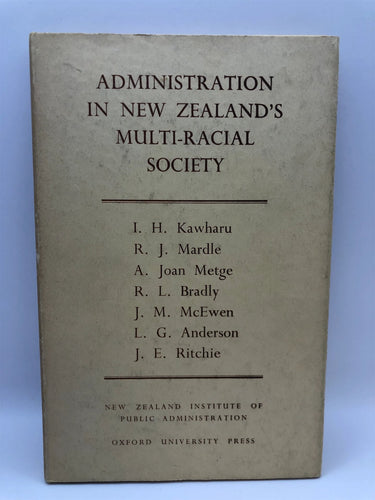 ADMINISTRATION
IN NEW ZEALAND'S
MULTI-RACIAL
SOCIETY
I. H. Kawharu
R. J. Mardle
A. Joan Metge
R. L. Bradly
J. M. McEwen
L. G. Anderson
J. E. Ritchie
NEW ZEALAND INSTITUTE OF
PUBLIC ADMINISTRATION
OXFORD UNIVERSITY PRESS